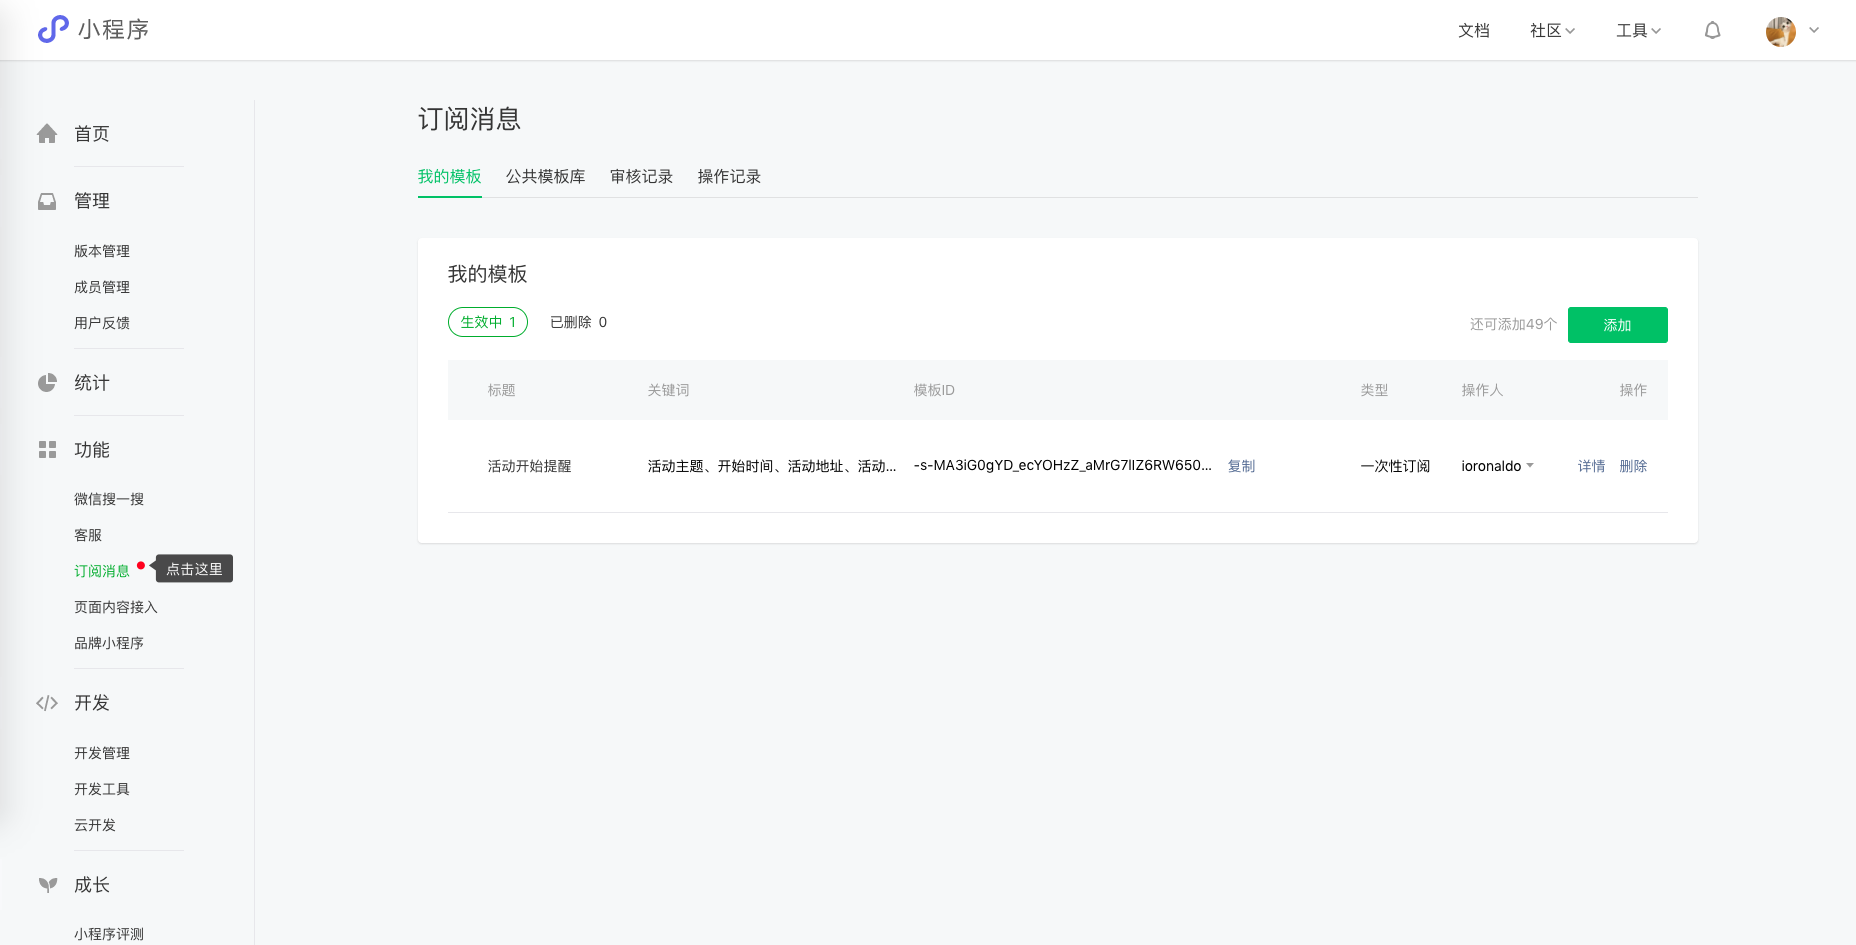 小程序
文档 社区 工具
首页
管理
版本管理
成员管理
用户反馈
统计
功能
微信搜一搜
客服
订阅消息 点击这里
页面内容接入
品牌小程序
开发
开发管理
开发工具
云开发
成长
小程序评测
订阅消息
我的模板 公共模板库 审核记录 操作记录
我的模板
生效中 1 已删除 0 还可添加49个 添加
标题 关键词 模板ID 类型 操作人 操作
活动开始提醒 活动主题、开始时间、活动地址、活动... -s-MA3iG0gYD_ecYOHzZ_aMrG7lIZ6RW650... 复制 一次性订阅 ioronaldo 详情 删除